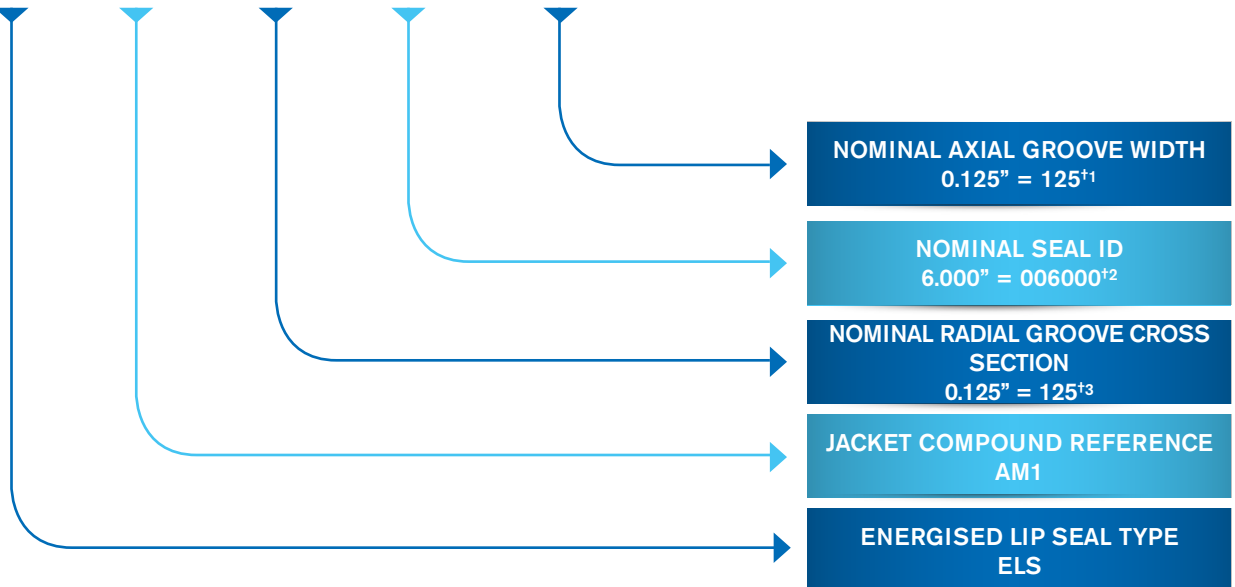 NOMINAL AXIAL GROOVE WIDTH
0.125” = 125†1
NOMINAL SEAL ID
6.000” = 006000†2
NOMINAL RADIAL GROOVE CROSS
SECTION
0.125” = 125†3
JACKET COMPOUND REFERENCE
AM1
ENERGISED LIP SEAL TYPE
ELS